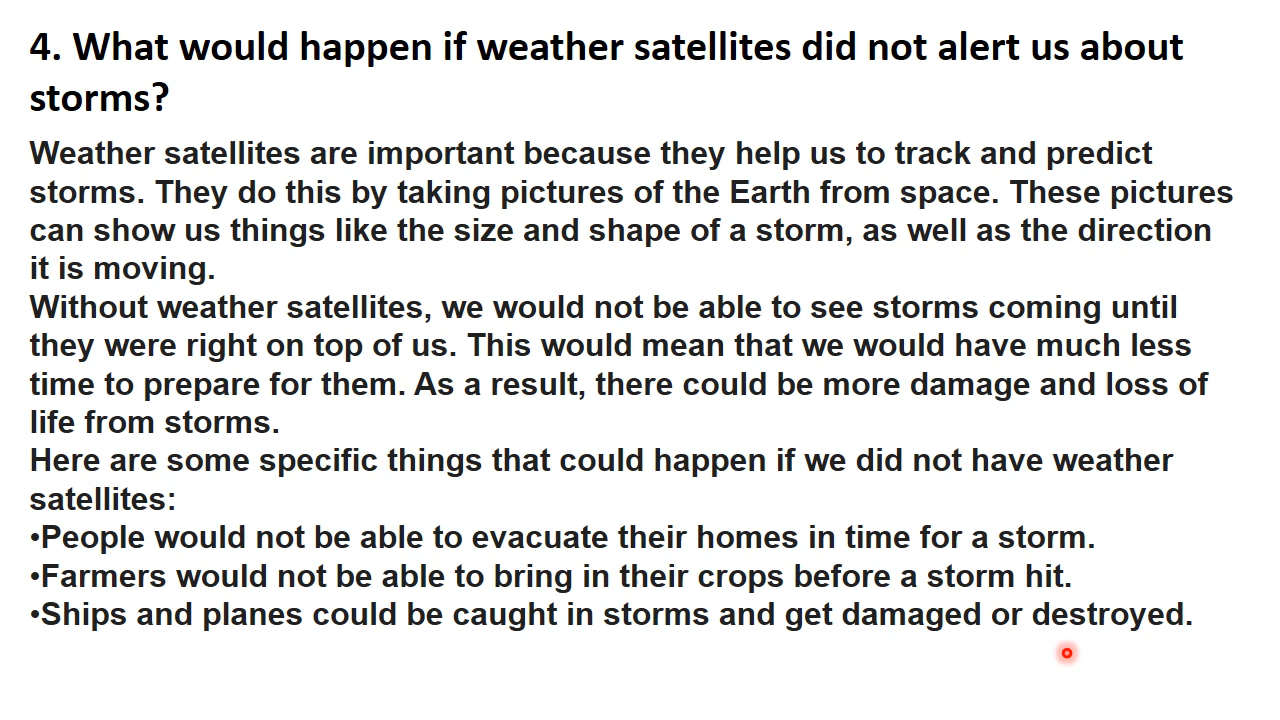 4. What would happen if weather satellites did not alert us about
storms?
Weather satellites are important because they help us to track and predict
storms. They do this by taking pictures of the Earth from space. These pictures
can show us things like the size and shape of a storm, as well as the direction
it is moving.
Without weather satellites, we would not be able to see storms coming until
they were right on top of us. This would mean that we would have much less
time to prepare for them. As a result, there could be more damage and loss of
life from storms.
Here are some specific things that could happen if we did not have weather
satellites:
•People would not be able to evacuate their homes in time for a storm.
•Farmers would not be able to bring in their crops before a storm hit.
•Ships and planes could be caught in storms and get damaged or destroyed.